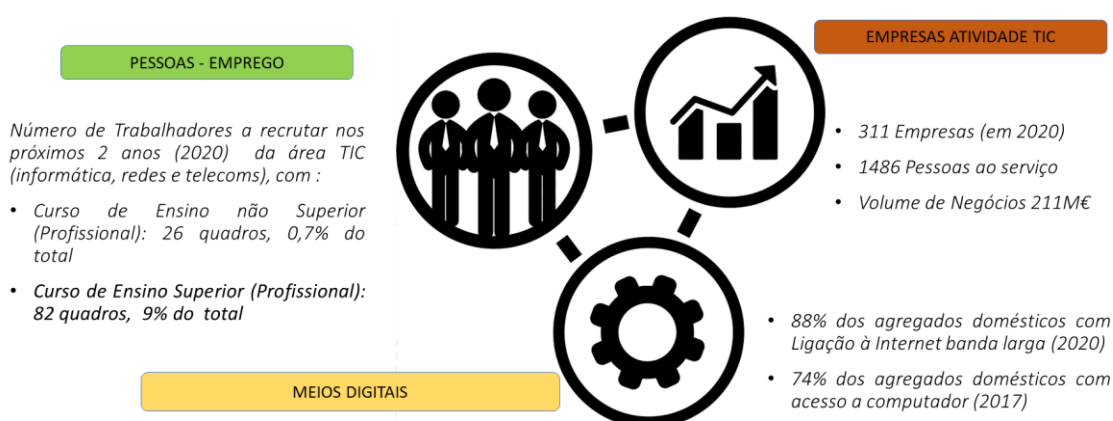 PESSOAS - EMPREGO
Número de Trabalhadores a recrutar nos
próximos 2 anos (2020) da área TIC
(informática, redes e telecoms), com :
• Curso de Ensino não Superior
(Profissional): 26 quadros, 0,7% do
total
• Curso de Ensino Superior (Profissional):
82 quadros, 9% do total
EMPRESAS ATIVIDADE TIC
• 311 Empresas (em 2020)
• 1486 Pessoas ao serviço
• Volume de Negócios 211M€
MEIOS DIGITAIS
• 88% dos agregados domésticos com
Ligação à Internet banda larga (2020)
• 74% dos agregados domésticos com
acesso a computador (2017)